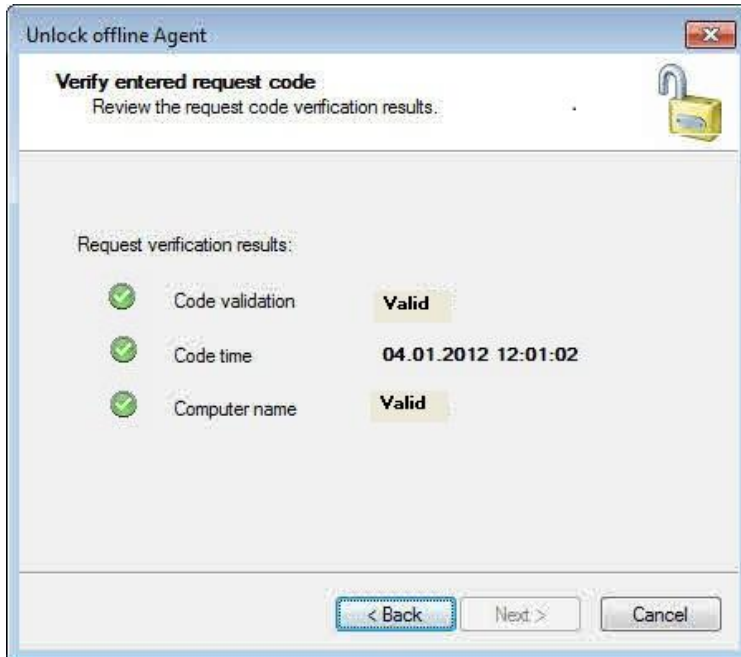 Unlock offline Agent
Verify entered request code
Review the request code verification results.
Request verification results:
Code validation Valid
Code time 04.01.2012 12:01:02
Computer name Valid
< Back Next > Cancel